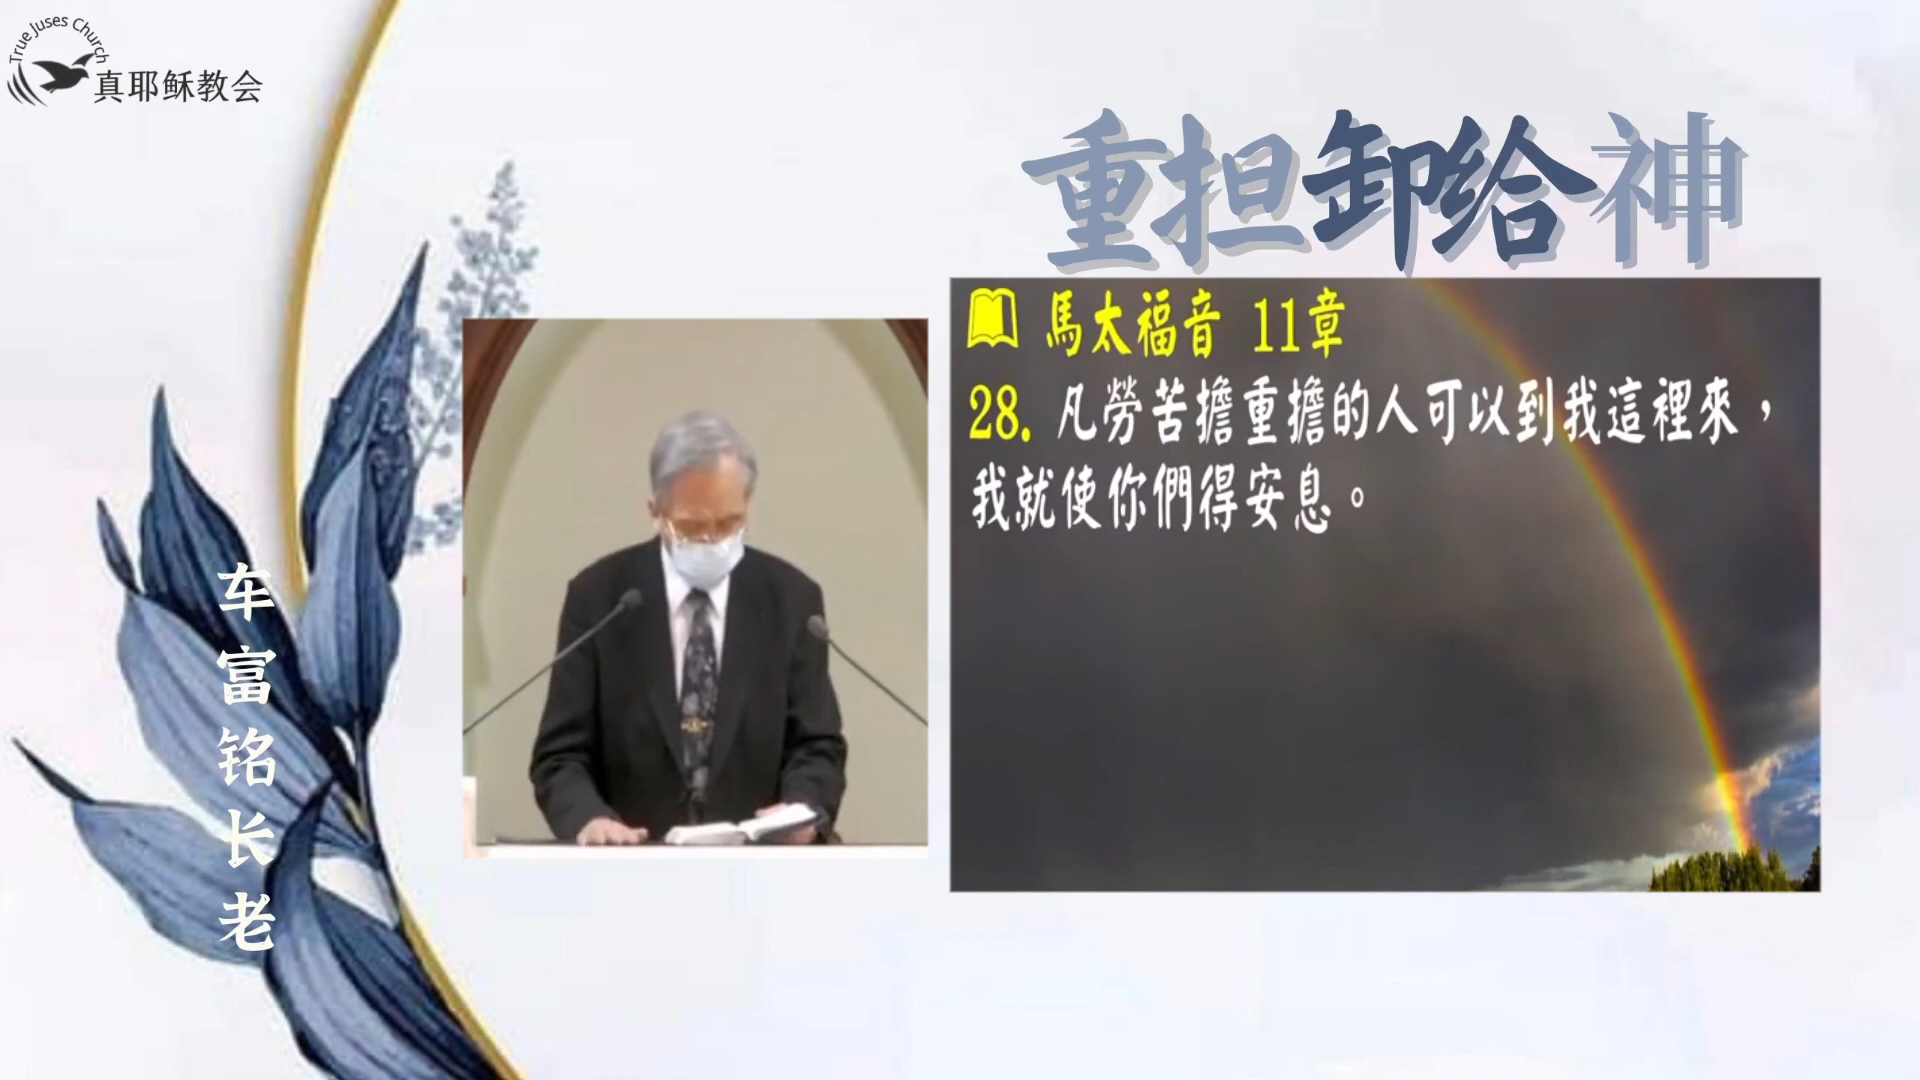 True Juses Church
真耶稣教会
重担卸给神
馬太福音 11章
28. 凡勞苦擔重擔的人可以到我這裡來，
我就使你們得安息。
车富铭长老